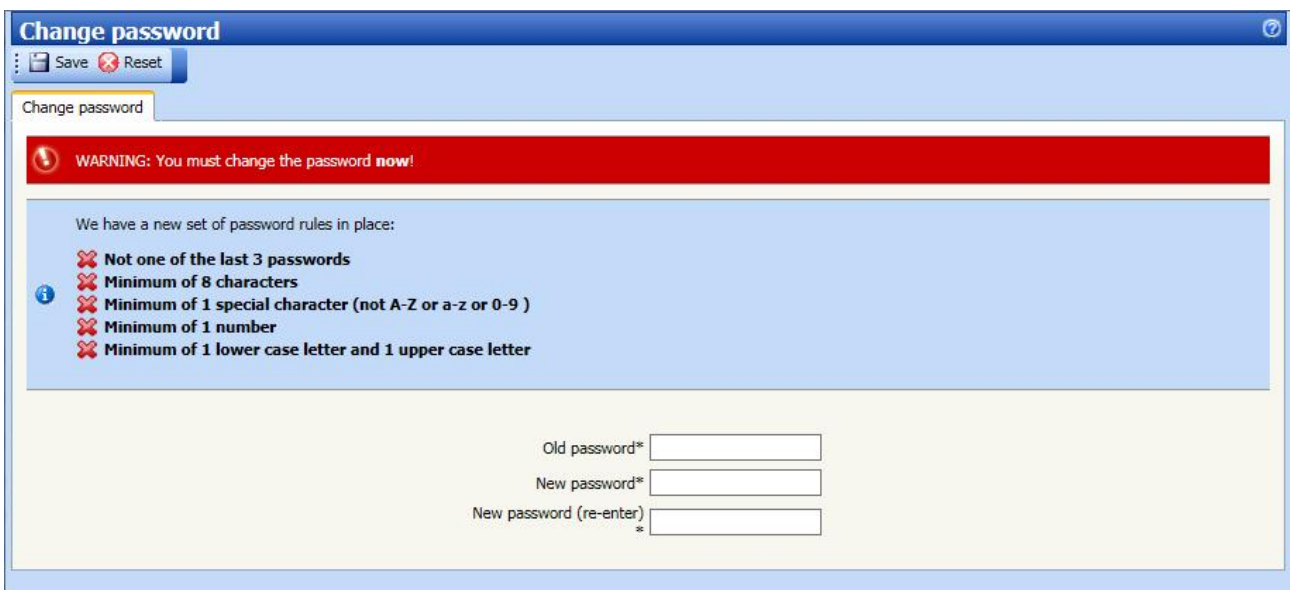 Change password
Save Reset
Change password
WARNING: You must change the password now!
We have a new set of password rules in place:
Not one of the last 3 passwords
Minimum of 8 characters
Minimum of 1 special character (not A-Z or a-z or 0-9 )
Minimum of 1 number
Minimum of 1 lower case letter and 1 upper case letter
Old password*
New password*
New password (re-enter)
*